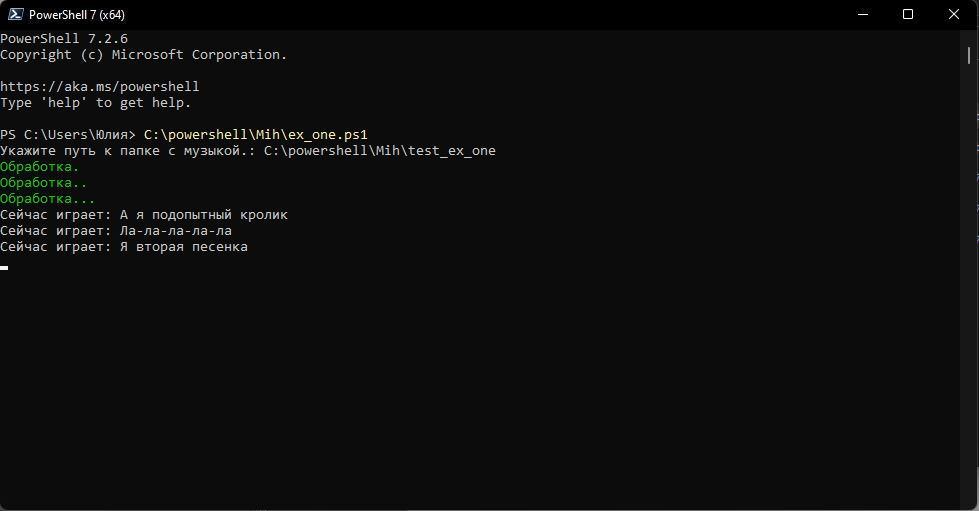 PowerShell 7 (x64)
PowerShell 7.2.6
Copyright (c) Microsoft Corporation.
https://aka.ms/powershell
Type 'help' to get help.
PS C:\Users\Юлия> C:\powershell\Mih\ex_one.ps1
Укажите путь к папке с музыкой.: C:\powershell\Mih\test_ex_one
Обработка.
Обработка..
Обработка...
Сейчас играет: А я подопытный кролик
Сейчас играет: Ла-ла-ла-ла-ла
Сейчас играет: Я вторая песенка